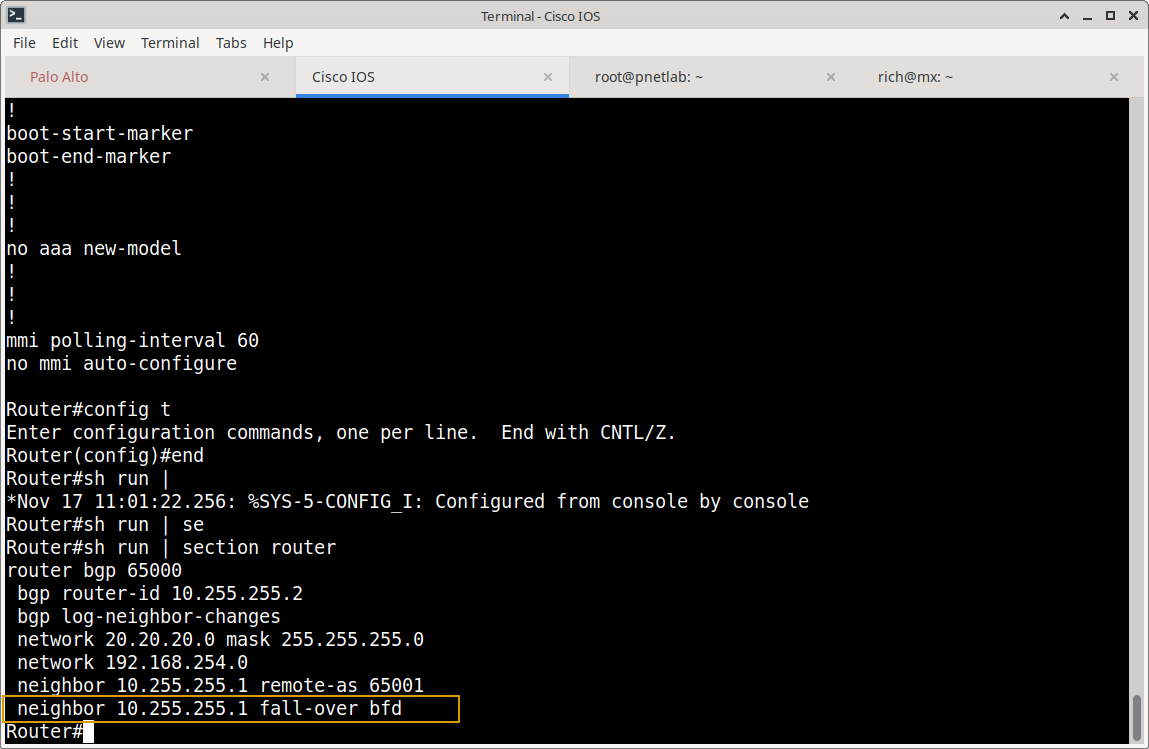 Terminal - Cisco IOS
File Edit View Terminal Tabs Help
Palo Alto Cisco IOS root@pnetlab: ~ rich@mx: ~
!
boot-start-marker
boot-end-marker
!
!
!
no aaa new-model
!
!
!
mmi polling-interval 60
no mmi auto-configure
Router#config t
Enter configuration commands, one per line.  End with CNTL/Z.
Router(config)#end
Router#sh run |
*Nov 17 11:01:22.256: %SYS-5-CONFIG_I: Configured from console by console
Router#sh run | se
Router#sh run | section router
router bgp 65000
 bgp router-id 10.255.255.2
 bgp log-neighbor-changes
 network 20.20.20.0 mask 255.255.255.0
 network 192.168.254.0
 neighbor 10.255.255.1 remote-as 65001
 neighbor 10.255.255.1 fall-over bfd
Router#